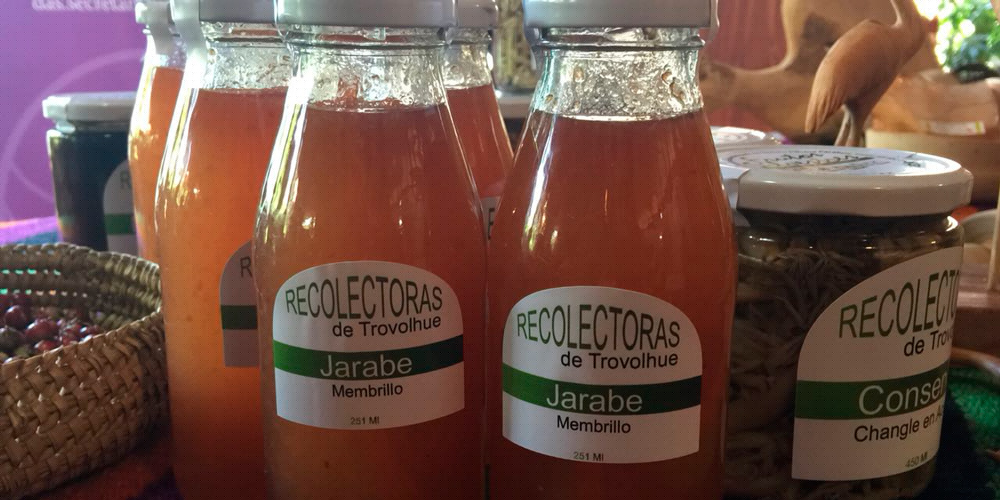 RECOLECTORAS
de Trovolhue
Jarabe
Membrillo
251 Ml
RECOLECTORAS
de Trovolhue
Jarabe
Membrillo
251 Ml
RECOLECT
de Trov
Conser
Changle en A
450 Ml
R
R